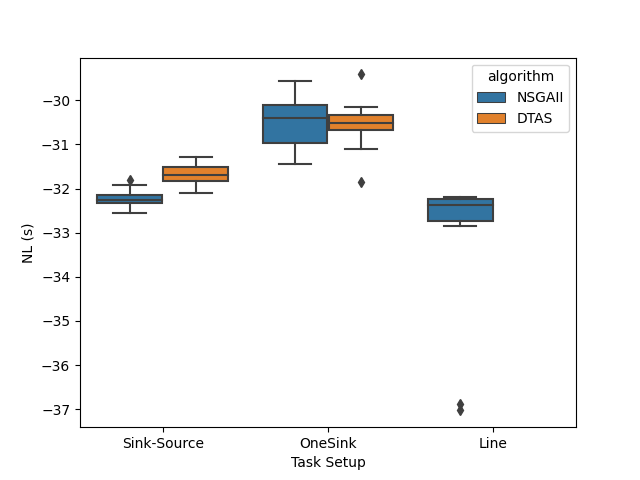 algorithm
NSGAII
DTAS
NL (s)
−30
−31
−32
−33
−34
−35
−36
−37
Sink-Source
OneSink
Line
Task Setup